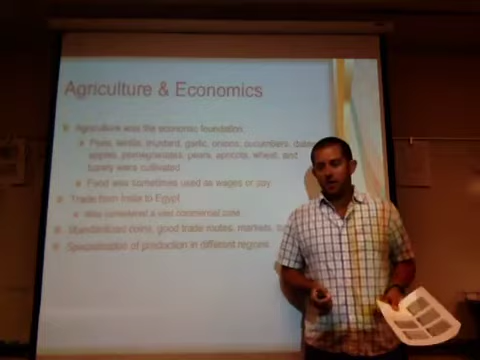 Agriculture & Economics
Agriculture was the economic foundation.
Peas, lentils, mustard, garlic, onions, cucumbers, dates
apples, pomegranates, pears, apricots, wheat, and
barely were cultivated
Food was sometimes used as wages or pay
Trade from India to Egypt
Was considered a vast commercial zone
Standardized coins, good trade routes, markets,
Specialization of production in different regions